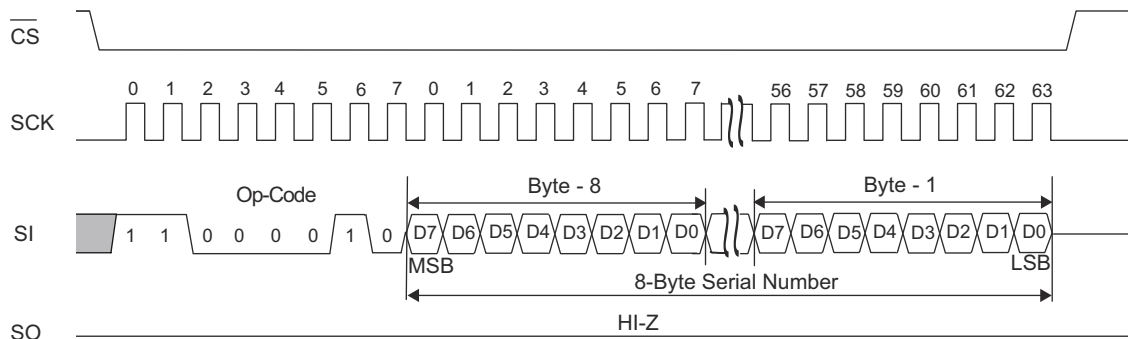 CS
0 1 2 3 4 5 6 7 0 1 2 3 4 5 6 7 56 57 58 59 60 61 62 63
SCK
Op-Code Byte - 8 Byte - 1
SI 1 1 0 0 0 0 1 0 D7 D6 D5 D4 D3 D2 D1 D0 D7 D6 D5 D4 D3 D2 D1 D0
MSB LSB
8-Byte Serial Number
HI-Z
SO